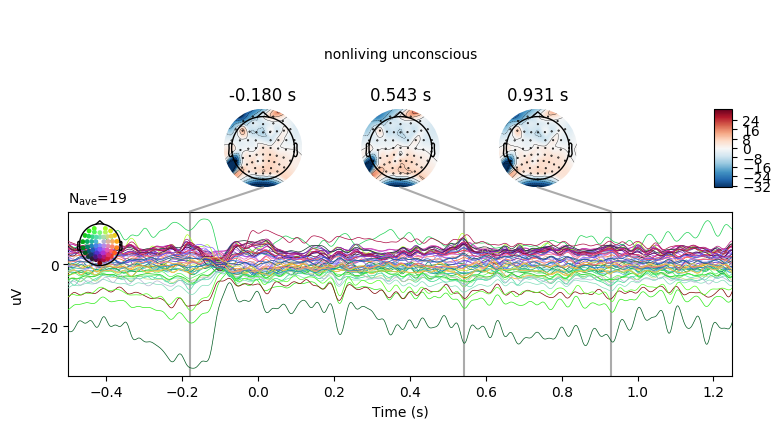 nonliving unconscious
-0.180 s 0.543 s 0.931 s
24
16
8
0
−8
−16
−24
−32
Nave=19
0
−20
uV
−0.4 −0.2 0.0 0.2 0.4 0.6 0.8 1.0 1.2
Time (s)